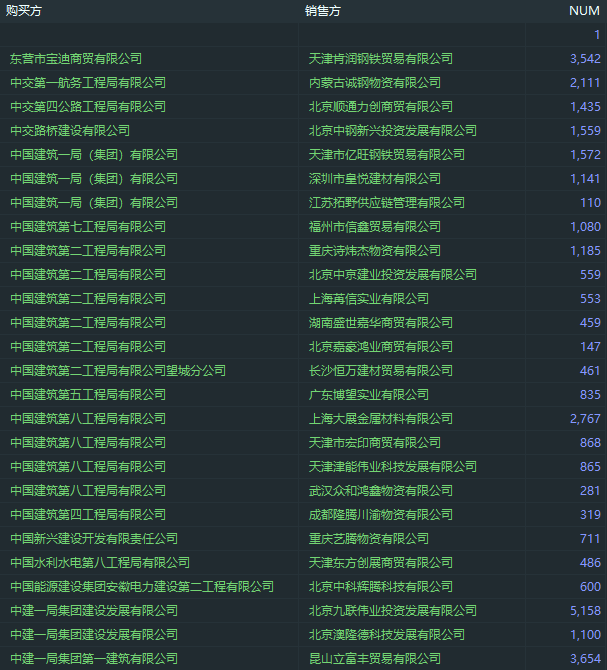 购买方 销售方 NUM
1
东营市宝迪商贸有限公司 天津肯润钢铁贸易有限公司 3,542
中交第一航务工程局有限公司 内蒙古诚钢物资有限公司 2,111
中交第四公路工程局有限公司 北京顺通力创商贸有限公司 1,435
中交路桥建设有限公司 北京中钢新兴投资发展有限公司 1,559
中国建筑一局（集团）有限公司 天津市亿旺钢铁贸易有限公司 1,572
中国建筑一局（集团）有限公司 深圳市皇悦建材有限公司 1,141
中国建筑一局（集团）有限公司 江苏拓野供应链管理有限公司 110
中国建筑第七工程局有限公司 福州市信鑫贸易有限公司 1,080
中国建筑第二工程局有限公司 重庆诗炜杰物资有限公司 1,185
中国建筑第二工程局有限公司 北京中京建业投资发展有限公司 559
中国建筑第二工程局有限公司 上海苒信实业有限公司 553
中国建筑第二工程局有限公司 湖南盛世嘉华商贸有限公司 459
中国建筑第二工程局有限公司 北京嘉豪鸿业商贸有限公司 147
中国建筑第二工程局有限公司望城分公司 长沙恒万建材贸易有限公司 461
中国建筑第五工程局有限公司 广东博望实业有限公司 835
中国建筑第八工程局有限公司 上海大展金属材料有限公司 2,767
中国建筑第八工程局有限公司 天津市宏印商贸有限公司 868
中国建筑第八工程局有限公司 天津津能伟业科技发展有限公司 865
中国建筑第八工程局有限公司 武汉众和鸿鑫物资有限公司 281
中国建筑第四工程局有限公司 成都隆腾川渝物资有限公司 319
中国新兴建设开发有限责任公司 重庆艺腾物资有限公司 711
中国水利水电第八工程局有限公司 天津东方创展商贸有限公司 486
中国能源建设集团安徽电力建设第二工程有限公司 北京中科辉腾科技有限公司 600
中建一局集团建设发展有限公司 北京九联伟业投资发展有限公司 5,158
中建一局集团建设发展有限公司 北京澳隆德科技发展有限公司 1,100
中建一局集团第一建筑有限公司 昆山立富丰贸易有限公司 3,654